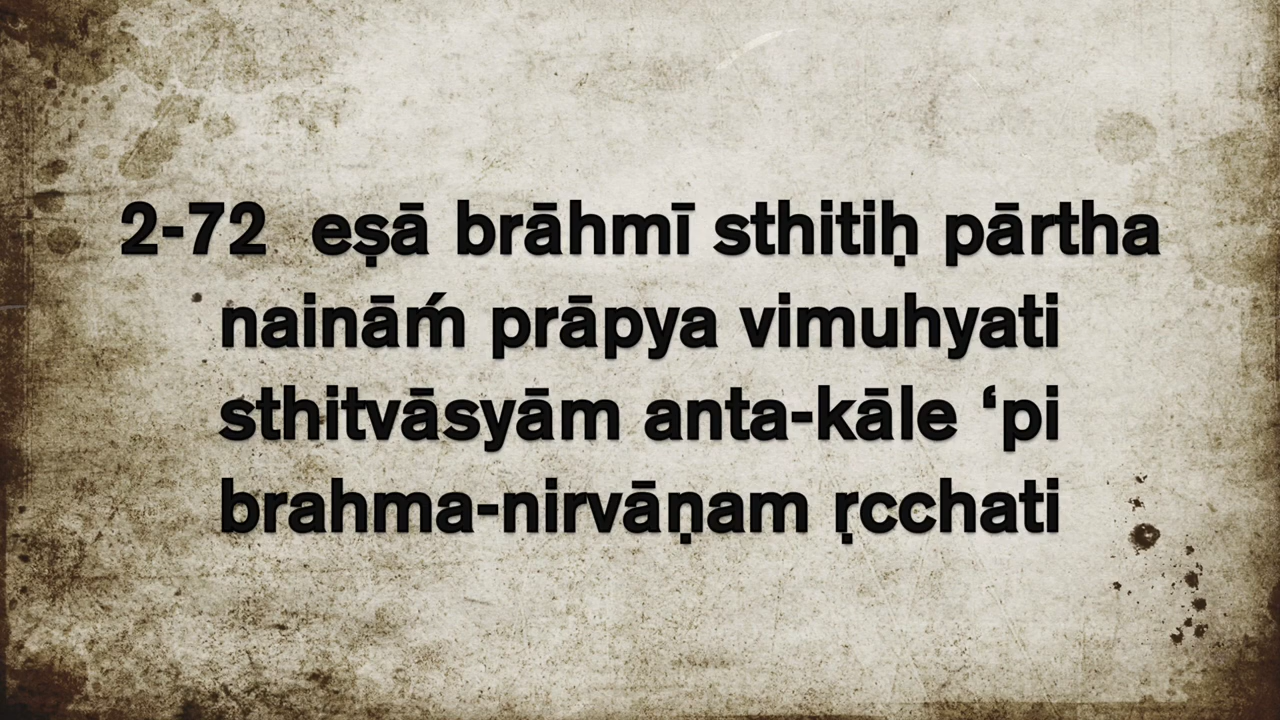 2-72  eṣā brāhmī sthitiḥ pārtha
naināḿ prāpya vimuhyati
sthitvāsyām anta-kāle ‘pi
brahma-nirvāṇam ṛcchati